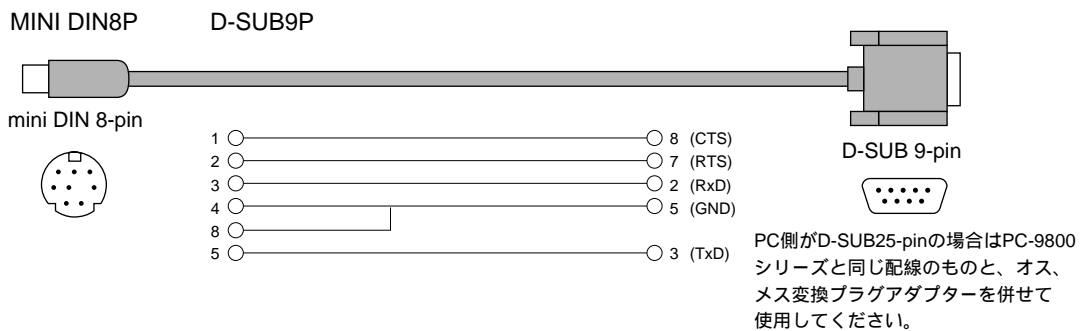 MINI DIN8P D-SUB9P
mini DIN 8-pin
1 8 (CTS)
2 7 (RTS)
3 2 (RxD)
4 5 (GND)
8
5 3 (TxD)
D-SUB 9-pin
PC側がD-SUB25-pinの場合はPC-9800
シリーズと同じ配線のものと、オス、
メス変換プラグアダプターを併せて
使用してください。